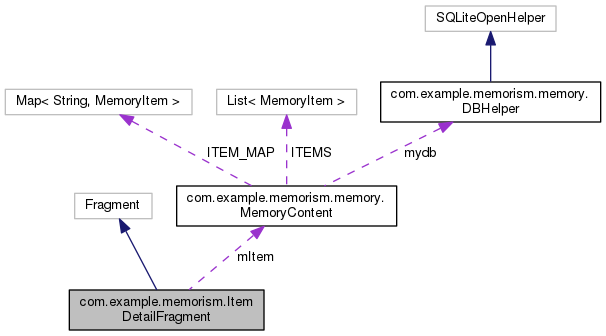 SQLiteOpenHelper
Map< String, MemoryItem >
List< MemoryItem >
com.example.memorism.memory.
DBHelper
ITEM_MAP
ITEMS
mydb
Fragment
com.example.memorism.memory.
MemoryContent
mItem
com.example.memorism.Item
DetailFragment